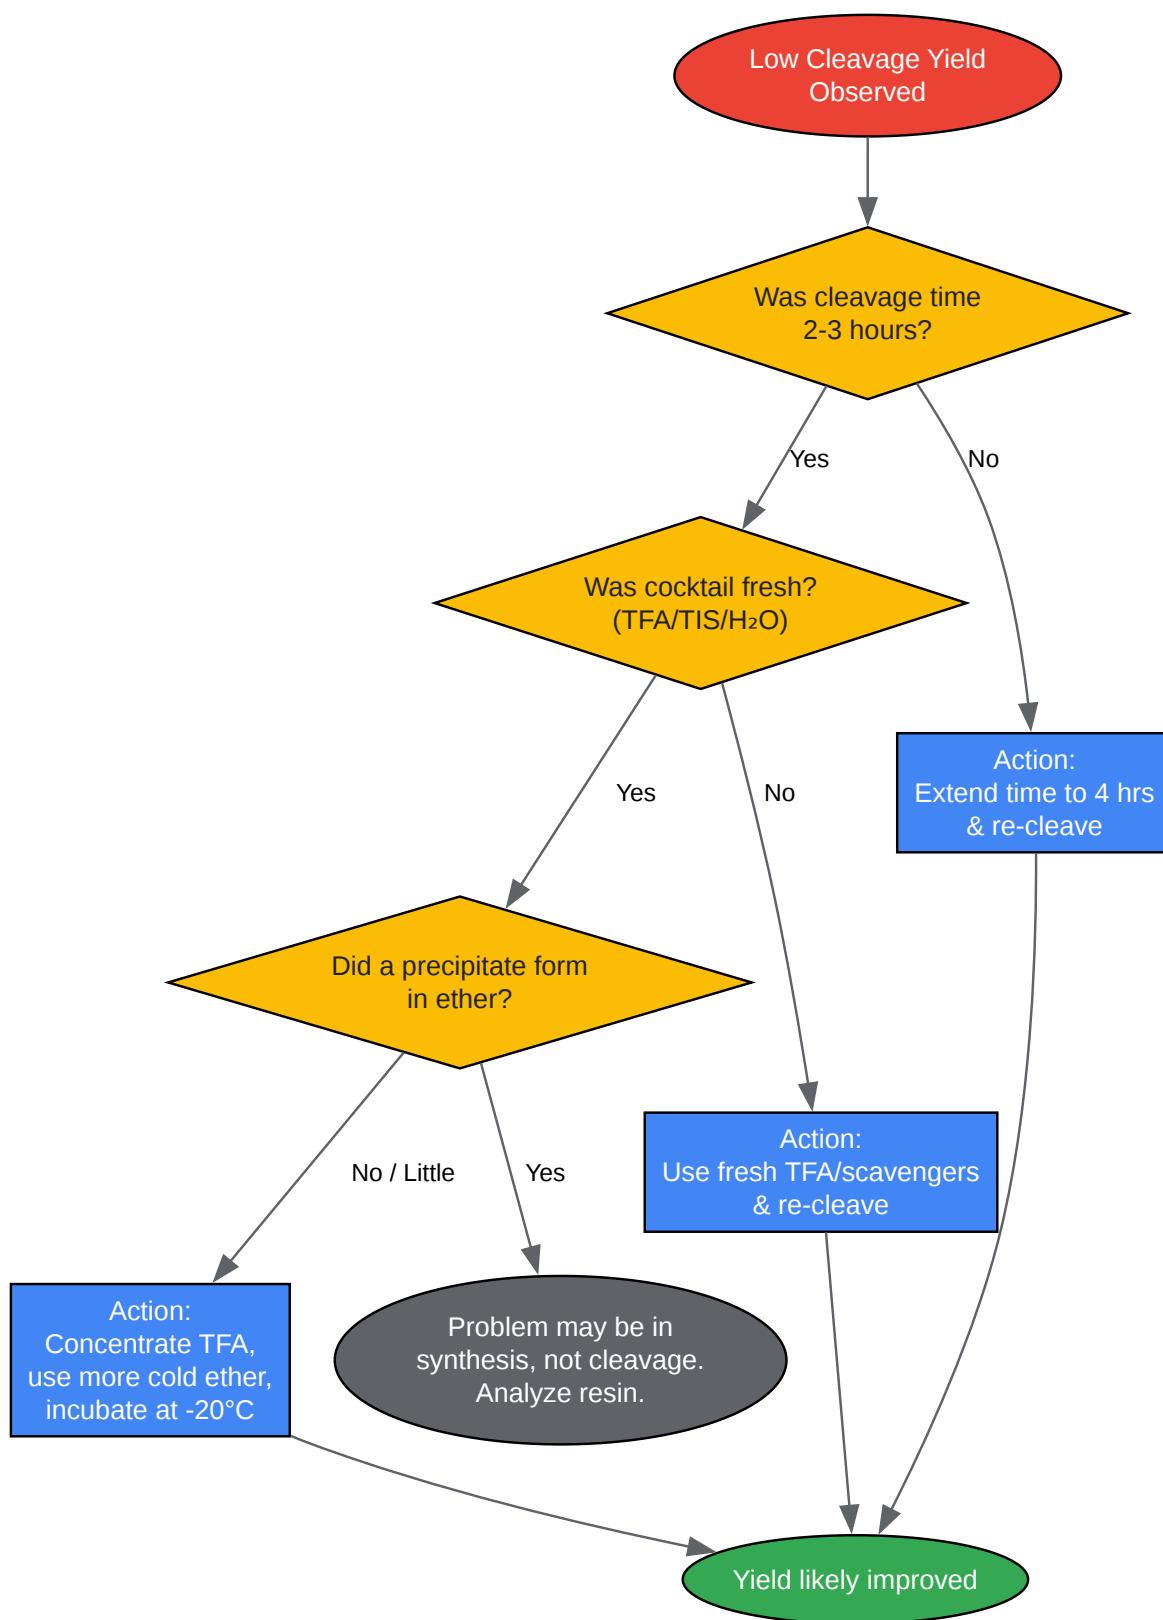 Low Cleavage Yield
Observed
Was cleavage time
2-3 hours?
Yes
No
Was cocktail fresh?
(TFA/TIS/H₂O)
Yes
No
Action:
Extend time to 4 hrs
& re-cleave
Did a precipitate form
in ether?
No / Little
Yes
Action:
Use fresh TFA/scavengers
& re-cleave
Action:
Concentrate TFA,
use more cold ether,
incubate at -20°C
Problem may be in
synthesis, not cleavage.
Analyze resin.
Yield likely improved